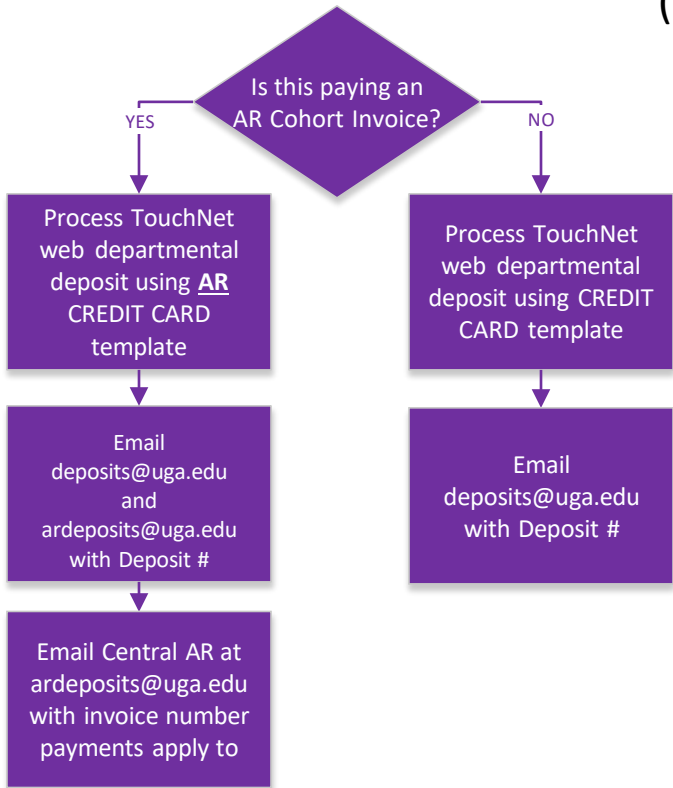 (
Is this paying an
AR Cohort Invoice?
YES
NO
Process TouchNet
web departmental
deposit using AR
CREDIT CARD
template
Process TouchNet
web departmental
deposit using CREDIT
CARD template
Email
deposits@uga.edu
and
ardeposits@uga.edu
with Deposit #
Email
deposits@uga.edu
with Deposit #
Email Central AR at
ardeposits@uga.edu
with invoice number
payments apply to